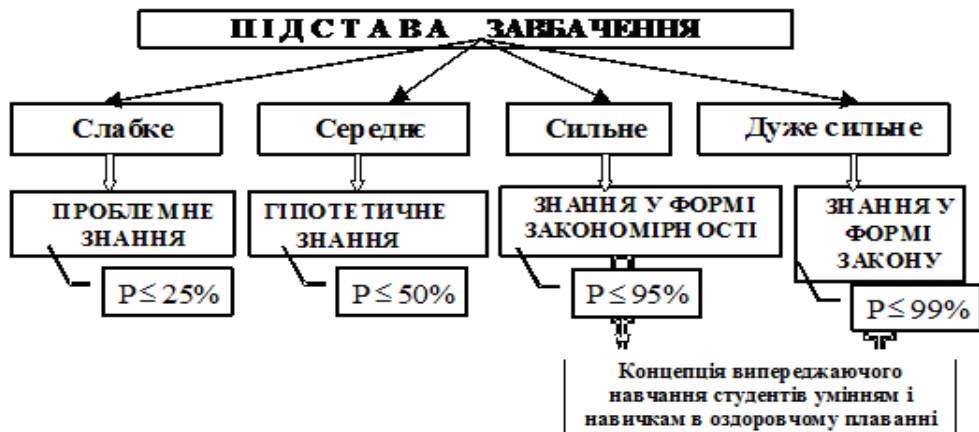 ПІДСТАВА ЗАВБАЧЕННЯ
Слабке
Середнє
Сильне
Дуже сильне
ПРОБЛЕМНЕ
ЗНАННЯ
ГІПОТЕТИЧНЕ
ЗНАННЯ
ЗНАННЯ У ФОРМІ
ЗАКОНОМІРНОСТІ
ЗНАННЯ У
ФОРМІ
ЗАКОНУ
P≤ 25%
P≤ 50%
P≤ 95%
P≤ 99%
Концепція випереджаючого
навчання студентів умінням і
навичкам в оздоровчому плаванні